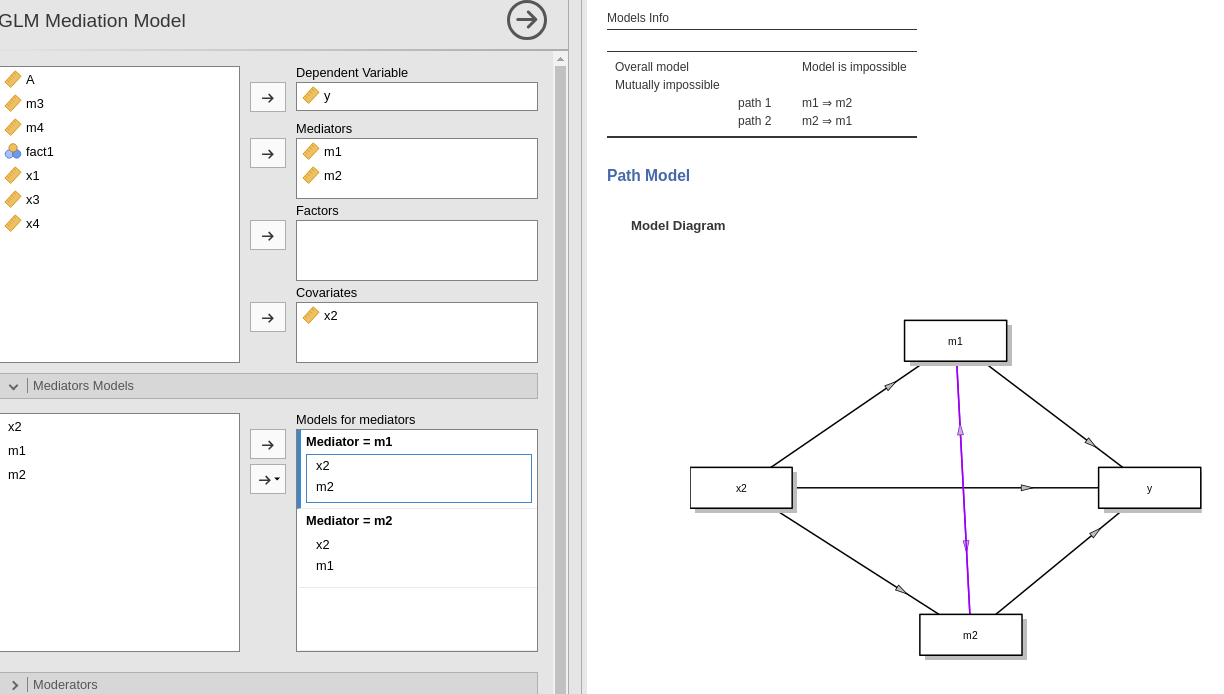 GLM Mediation Model
A
m3
m4
fact1
x1
x3
x4
Dependent Variable
y
Mediators
m1
m2
Factors
Covariates
x2
Mediators Models
x2
m1
m2
Models for mediators
Mediator = m1
x2
m2
Mediator = m2
x2
m1
Moderators
Models Info
Overall model Model is impossible
Mutually impossible
path 1 m1 ⇒ m2
path 2 m2 ⇒ m1
Path Model
Model Diagram
m1
x2
y
m2